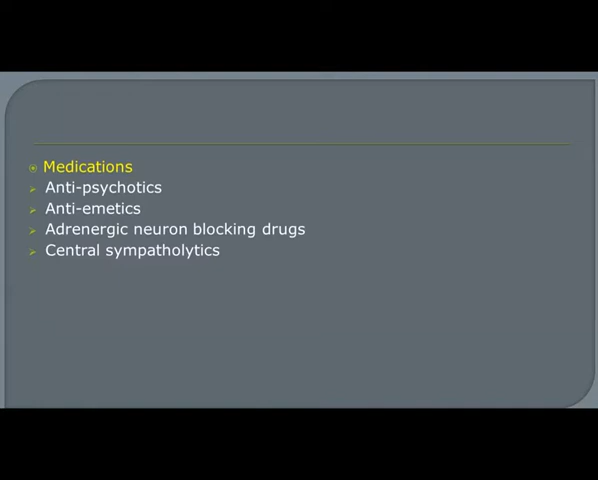 Medications
Anti-psychotics
Anti-emetics
Adrenergic neuron blocking drugs
Central sympatholytics